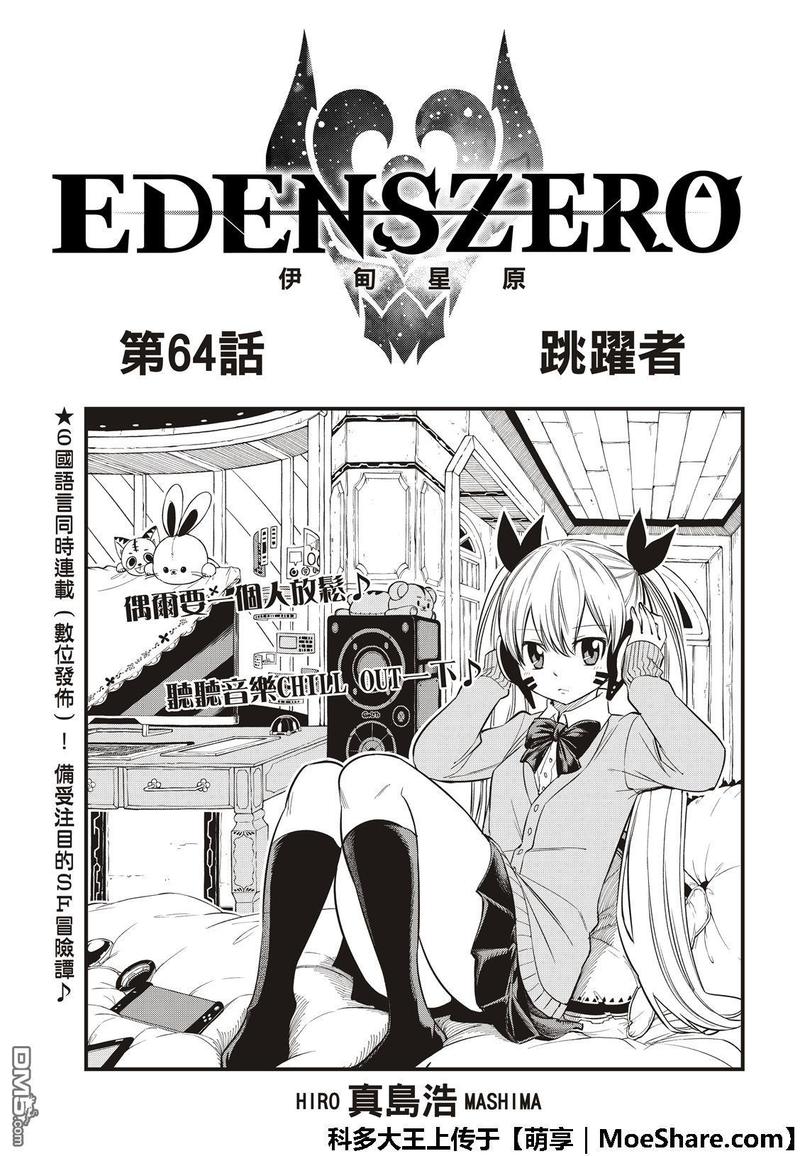 EDENSZERO
伊甸星原
第64話
跳躍者
★6國語言同時連載(數位發佈)！ 備受注目的SF冒險譚♪
偶爾要一個人放鬆♪
聽聽音樂CHILL OUT一下♪
HIRO 真島浩 MASHIMA
科多大王上传于【萌享｜MoeShare.com】
DM5.com